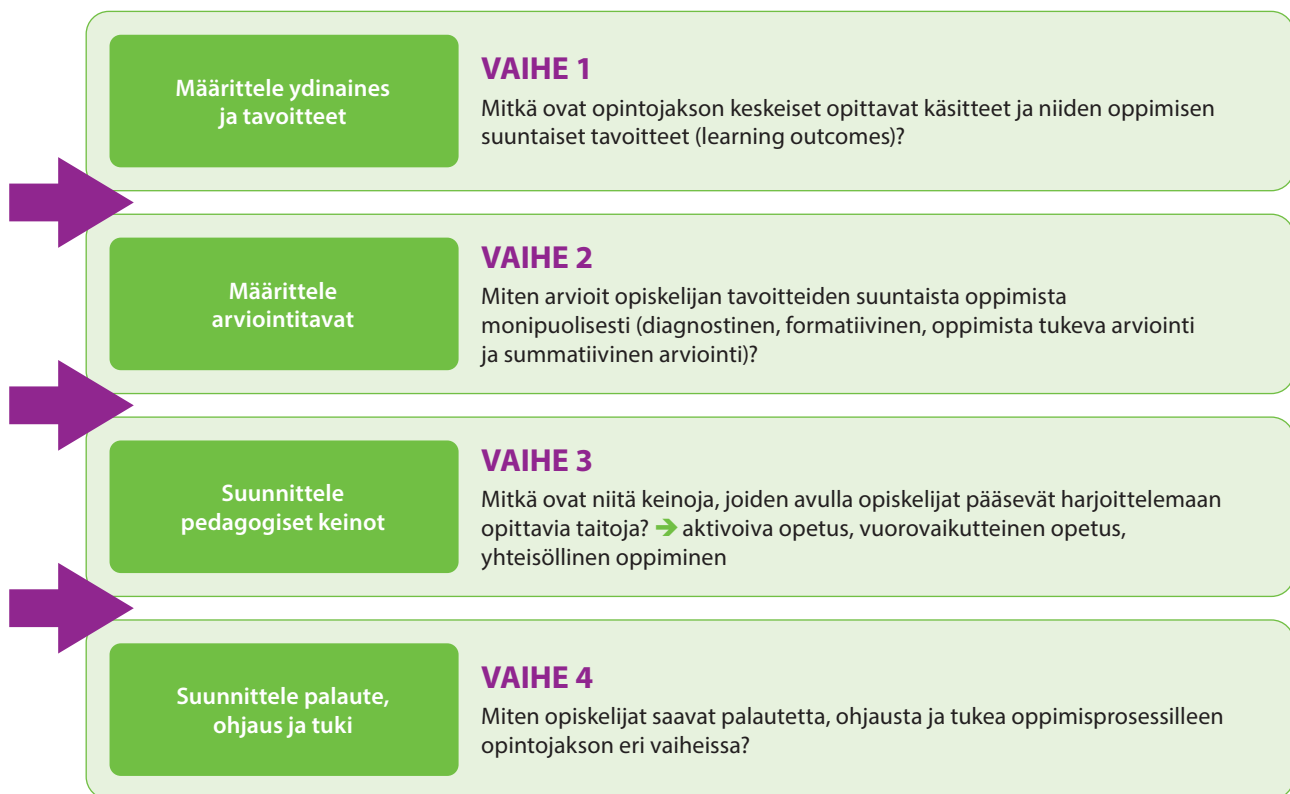 Määrittele ydinaines
ja tavoitteet
VAIHE 1
Mitkä ovat opintojakson keskeiset opittavat käsitteet ja niiden oppimisen
suuntaiset tavoitteet (learning outcomes)?
Määrittele
arviointitavat
VAIHE 2
Miten arvioit opiskelijan tavoitteiden suuntaista oppimista
monipuolisesti (diagnostinen, formatiivinen, oppimista tukeva arviointi
ja summatiivinen arviointi)?
Suunnittele
pedagogiset keinot
VAIHE 3
Mitkä ovat niitä keinoja, joiden avulla opiskelijat pääsevät harjoittelemaan
opittavia taitoja? ➔ aktivoiva opetus, vuorovaikutteinen opetus,
yhteisöllinen oppiminen
Suunnittele palaute,
ohjaus ja tuki
VAIHE 4
Miten opiskelijat saavat palautetta, ohjausta ja tukea oppimisprosessilleen
opintojakson eri vaiheissa?